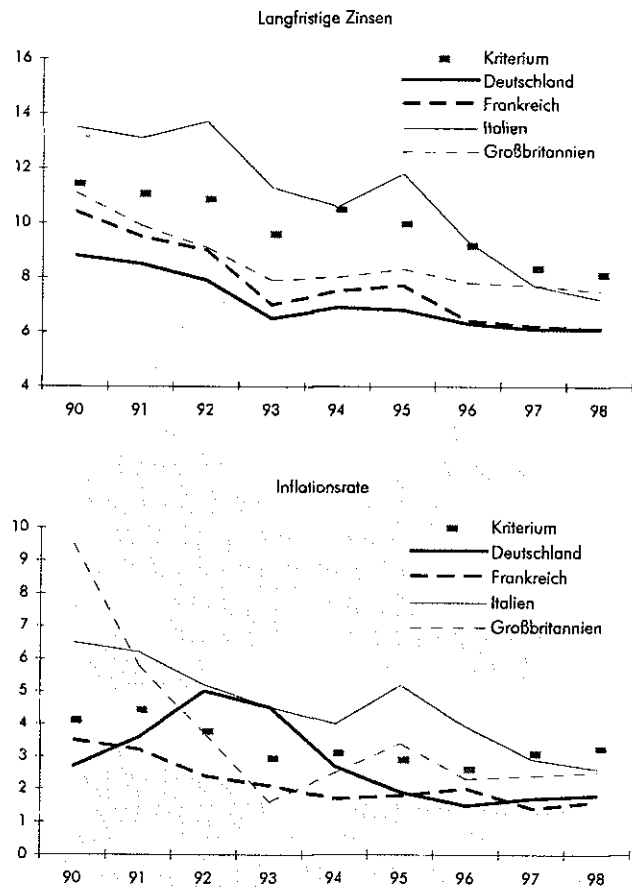 Langfristige Zinsen
16
14
12
10
8
6
4
Kriterium
Deutschland
Frankreich
Italien
Großbritannien
90 91 92 93 94 95 96 97 98
Inflationsrate
10
9
8
7
6
5
4
3
2
1
0
Kriterium
Deutschland
Frankreich
Italien
Großbritannien
90 91 92 93 94 95 96 97 98